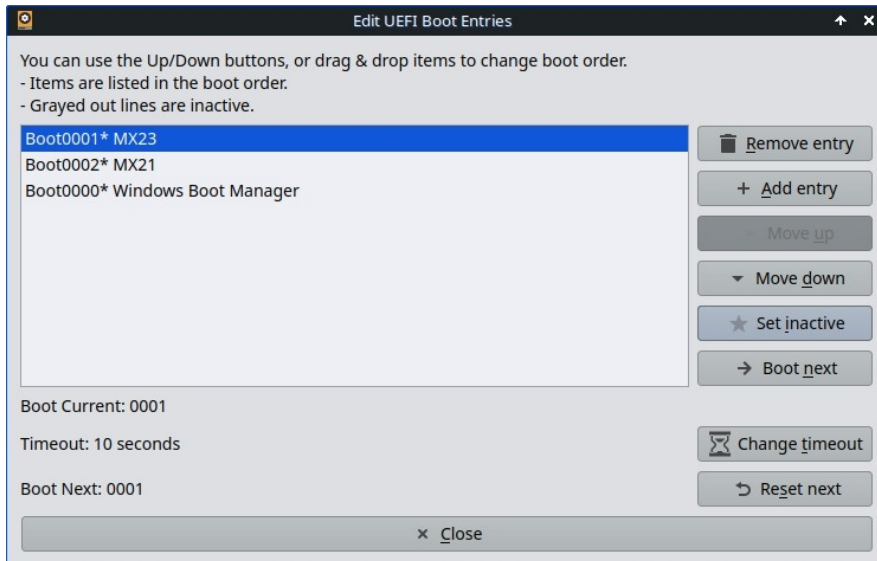 Edit UEFI Boot Entries
You can use the Up/Down buttons, or drag & drop items to change boot order.
- Items are listed in the boot order.
- Grayed out lines are inactive.
Boot0001* MX23
Boot0002* MX21
Boot0000* Windows Boot Manager
Remove entry
Add entry
Move up
Move down
Set inactive
Boot next
Boot Current: 0001
Timeout: 10 seconds
Change timeout
Boot Next: 0001
Reset next
Close